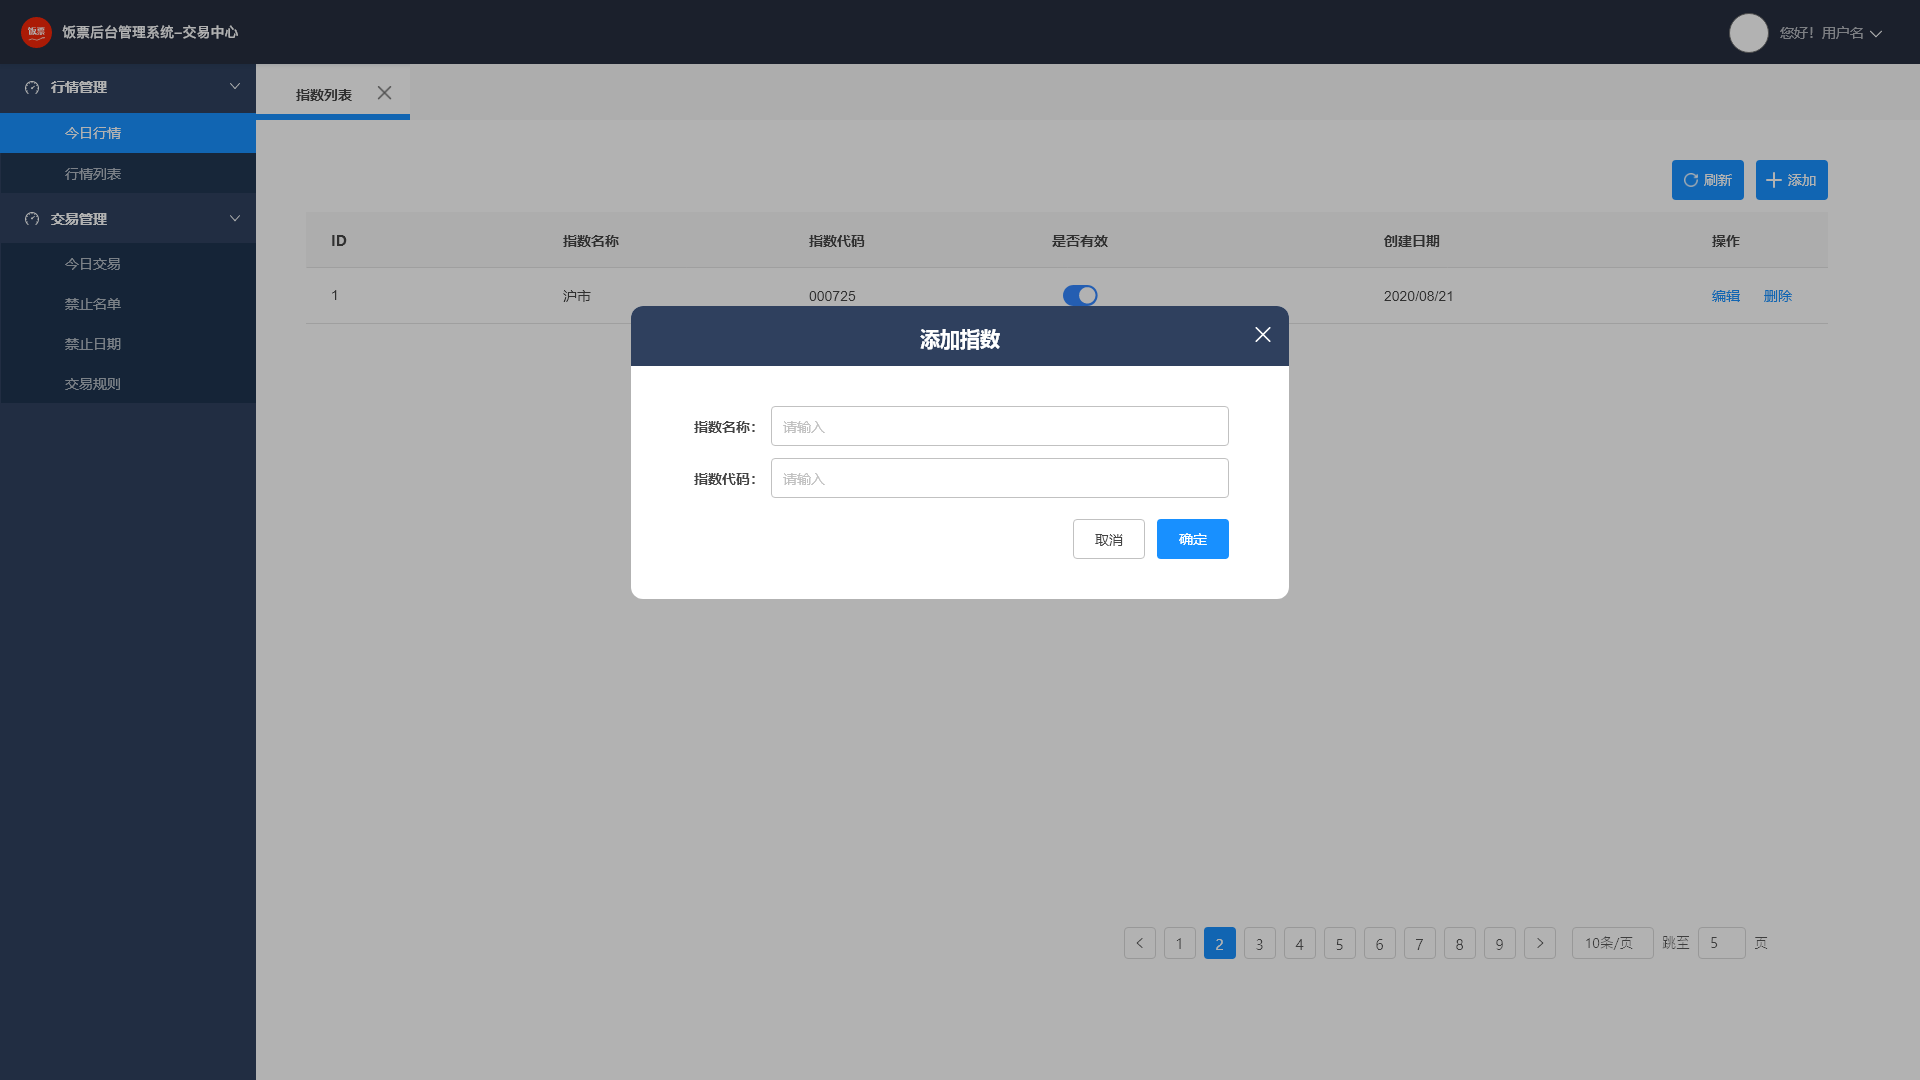 饭票
饭票后台管理系统-交易中心
您好！用户名
行情管理
今日行情
行情列表
交易管理
今日交易
禁止名单
禁止日期
交易规则
指数列表
刷新
添加
ID 指数名称 指数代码 是否有效 创建日期 操作
1 沪市 000725 2020/08/21 编辑 删除
添加指数
指数名称： 请输入
指数代码： 请输入
取消 确定
1 2 3 4 5 6 7 8 9 10条/页 跳至 5 页